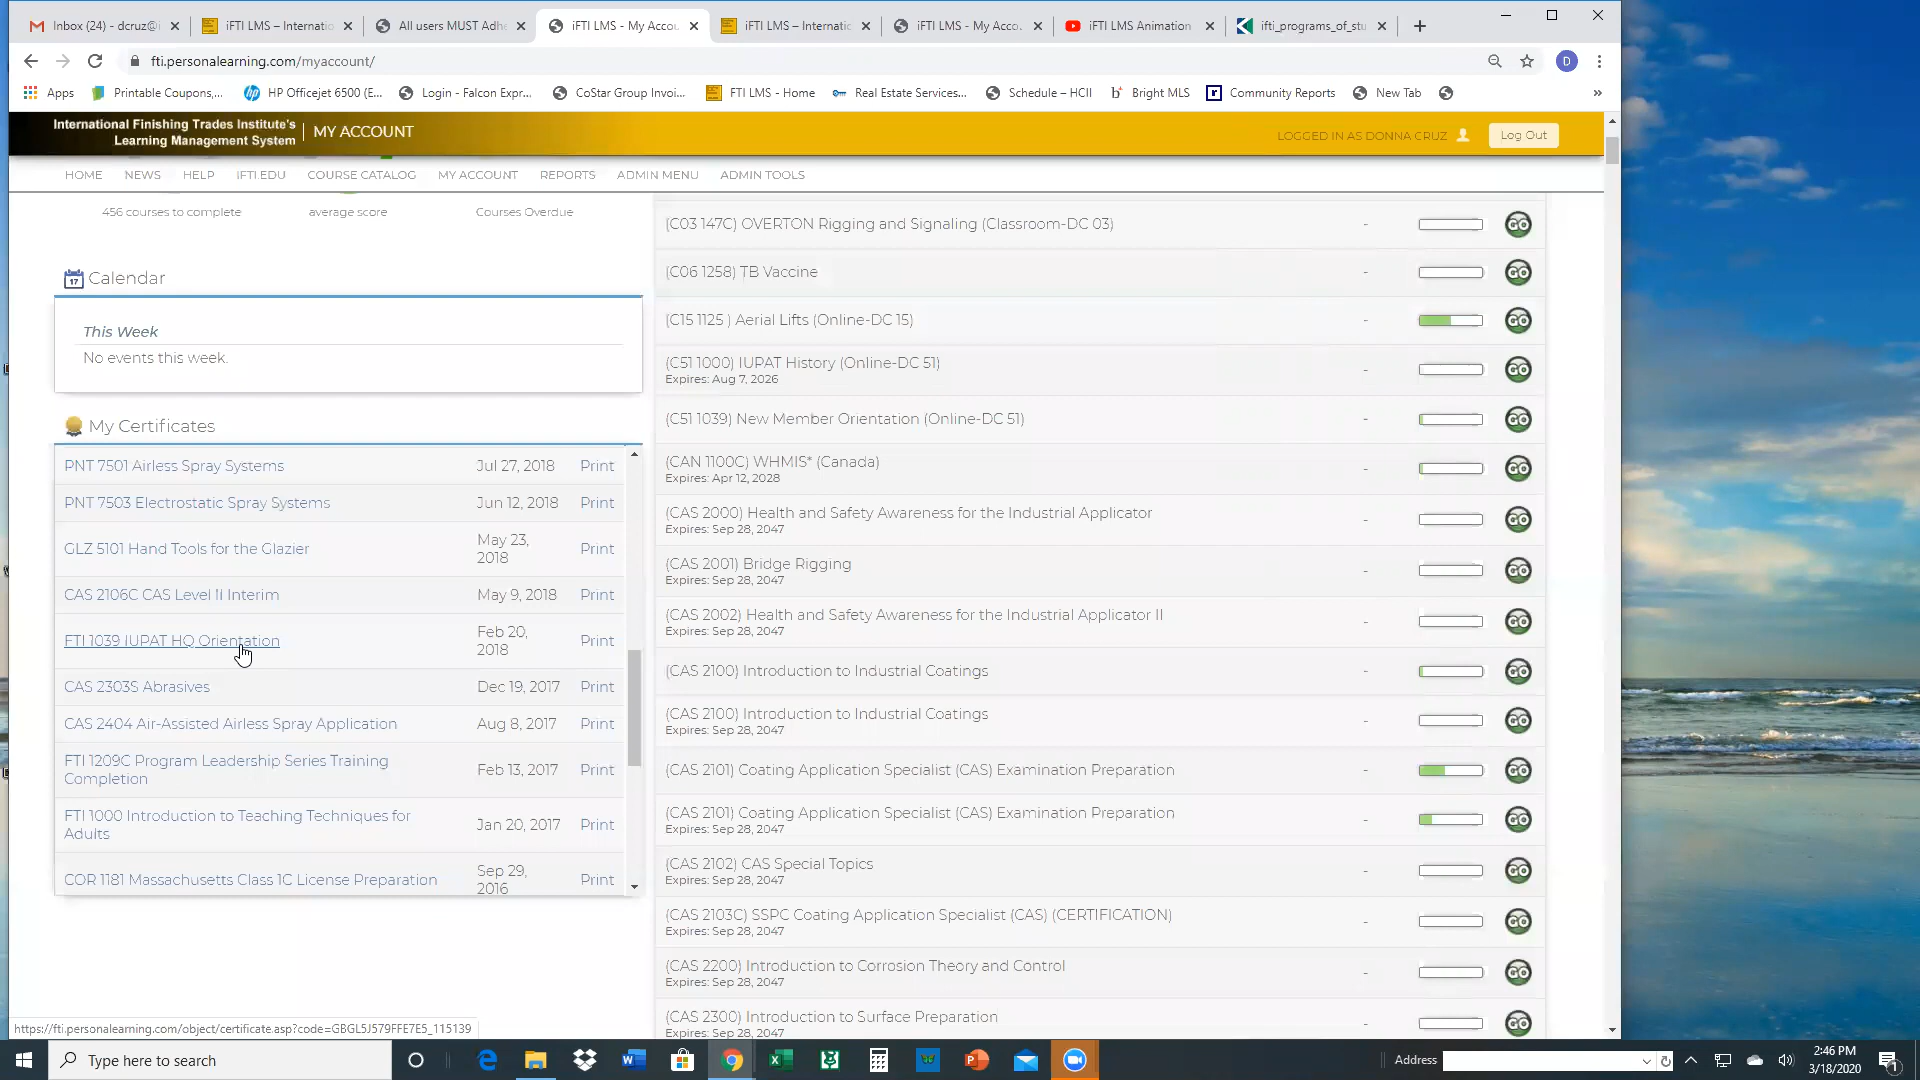 Inbox (24) - dcruz@i
iFTI LMS – Internatio
All users MUST Adhe
iFTI LMS - My Accou
iFTI LMS – Internatic
iFTI LMS - My Acco
iFTI LMS Animation
ifti_programs_of_stu
fti.personalearning.com/myaccount/
D
Apps
Printable Coupons,...
HP Officejet 6500 (E...
Login - Falcon Expr...
CoStar Group Invoi...
FTI LMS - Home
Real Estate Services...
Schedule – HCII
Bright MLS
Community Reports
New Tab
International Finishing Trades Institute's
Learning Management System
MY ACCOUNT
LOGGED IN AS DONNA CRUZ
Log Out
HOME
NEWS
HELP
IFTI.EDU
COURSE CATALOG
MY ACCOUNT
REPORTS
ADMIN MENU
ADMIN TOOLS
456 courses to complete
average score
Courses Overdue
17 Calendar
This Week
No events this week.
My Certificates
PNT 7501 Airless Spray Systems Jul 27, 2018 Print
PNT 7503 Electrostatic Spray Systems Jun 12, 2018 Print
GLZ 5101 Hand Tools for the Glazier May 23, 2018 Print
CAS 2106C CAS Level Ii Interim May 9, 2018 Print
FTI 1039 IUPAT HQ Orientation Feb 20, 2018 Print
CAS 2303S Abrasives Dec 19, 2017 Print
CAS 2404 Air-Assisted Airless Spray Application Aug 8, 2017 Print
FTI 1209C Program Leadership Series Training
Completion Feb 13, 2017 Print
FTI 1000 Introduction to Teaching Techniques for
Adults Jan 20, 2017 Print
COR 1181 Massachusetts Class 1C License Preparation Sep 29, 2016 Print
(C03 147C) OVERTON Rigging and Signaling (Classroom-DC 03) - GO
(C06 1258) TB Vaccine - GO
(C15 1125 ) Aerial Lifts (Online-DC 15) - GO
(C51 1000) IUPAT History (Online-DC 51) - GO
Expires: Aug 7, 2026
(C51 1039) New Member Orientation (Online-DC 51) - GO
(CAN 1100C) WHMIS* (Canada) - GO
Expires: Apr 12, 2028
(CAS 2000) Health and Safety Awareness for the Industrial Applicator - GO
Expires: Sep 28, 2047
(CAS 2001) Bridge Rigging - GO
Expires: Sep 28, 2047
(CAS 2002) Health and Safety Awareness for the Industrial Applicator II - GO
Expires: Sep 28, 2047
(CAS 2100) Introduction to Industrial Coatings - GO
(CAS 2100) Introduction to Industrial Coatings - GO
Expires: Sep 28, 2047
(CAS 2101) Coating Application Specialist (CAS) Examination Preparation - GO
(CAS 2101) Coating Application Specialist (CAS) Examination Preparation - GO
Expires: Sep 28, 2047
(CAS 2102) CAS Special Topics - GO
Expires: Sep 28, 2047
(CAS 2103C) SSPC Coating Application Specialist (CAS) (CERTIFICATION) - GO
Expires: Sep 28, 2047
(CAS 2200) Introduction to Corrosion Theory and Control - GO
Expires: Sep 28, 2047
(CAS 2300) Introduction to Surface Preparation - GO
Expires: Sep 28, 2047
https://fti.personalearning.com/object/certificate.asp?code=GBGL5J579FFE7E5_115139
Type here to search
Address
2:46 PM
3/18/2020
1